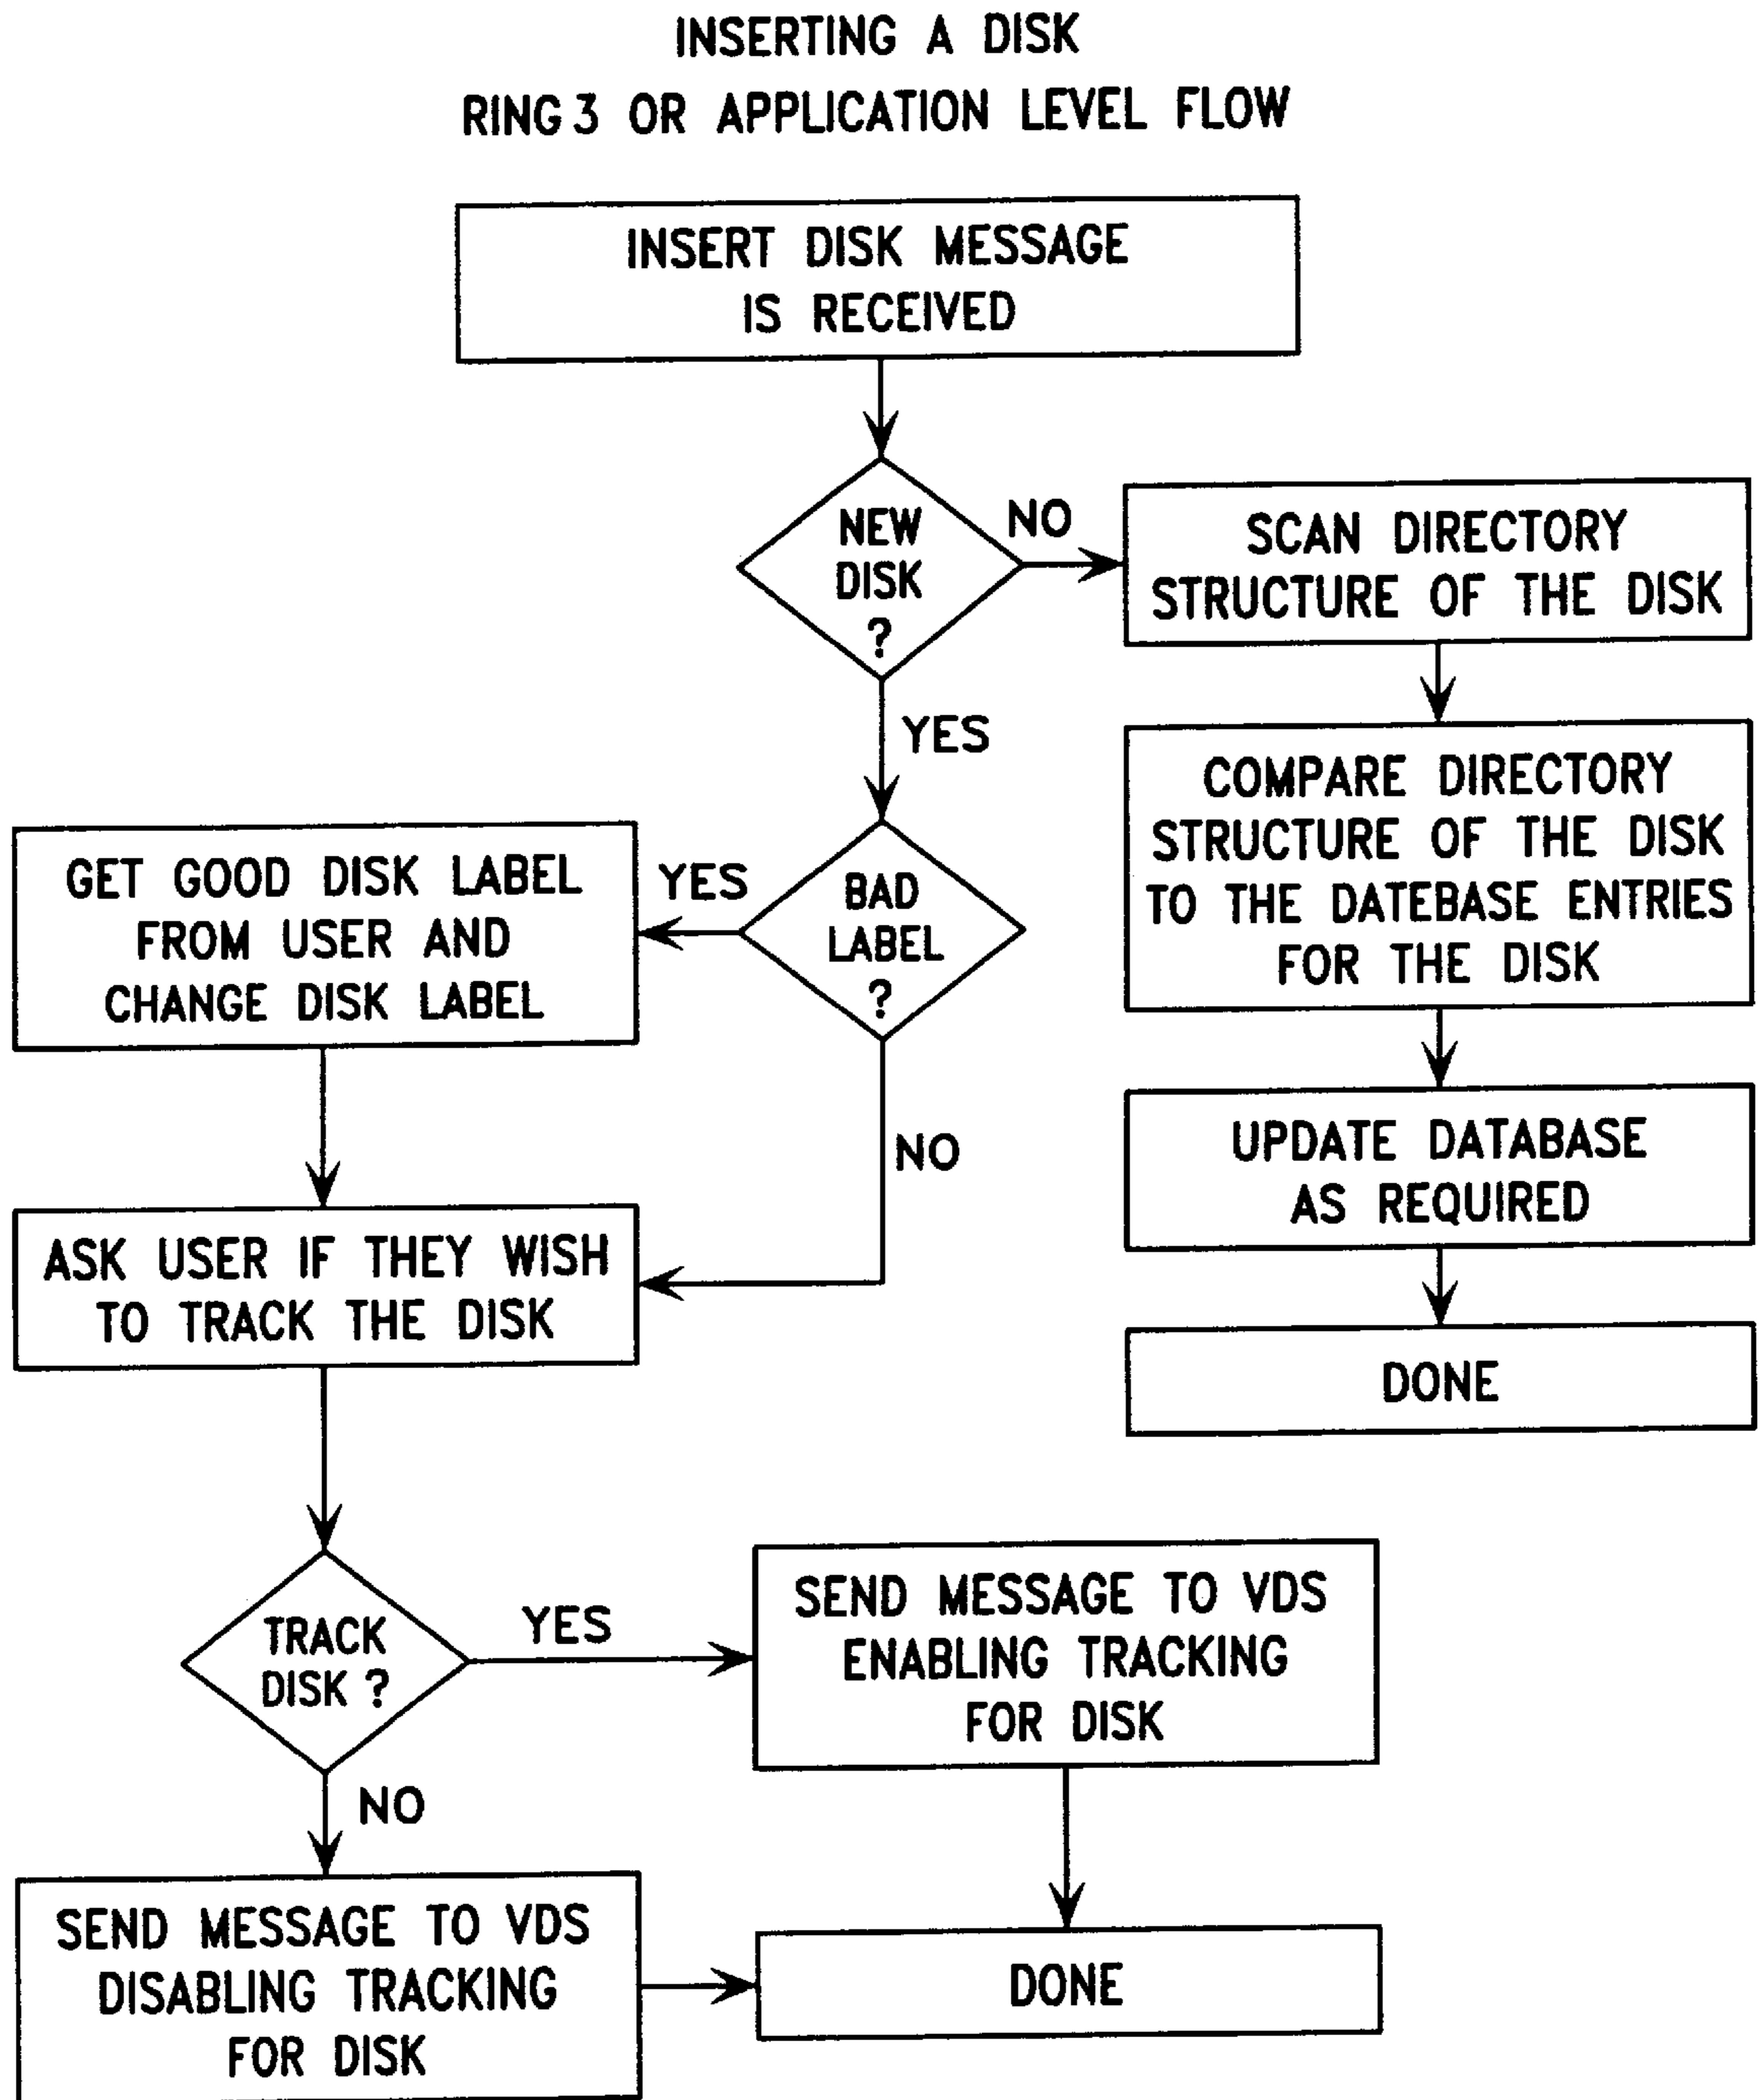 INSERTING A DISK
RING 3 OR APPLICATION LEVEL FLOW
INSERT DISK MESSAGE
IS RECEIVED
NEW
DISK
?
NO
SCAN DIRECTORY
STRUCTURE OF THE DISK
YES
COMPARE DIRECTORY
STRUCTURE OF THE DISK
TO THE DATEBASE ENTRIES
FOR THE DISK
BAD
LABEL
?
YES
GET GOOD DISK LABEL
FROM USER AND
CHANGE DISK LABEL
NO
UPDATE DATABASE
AS REQUIRED
ASK USER IF THEY WISH
TO TRACK THE DISK
DONE
TRACK
DISK ?
YES
SEND MESSAGE TO VDS
ENABLING TRACKING
FOR DISK
NO
SEND MESSAGE TO VDS
DISABLING TRACKING
FOR DISK
DONE